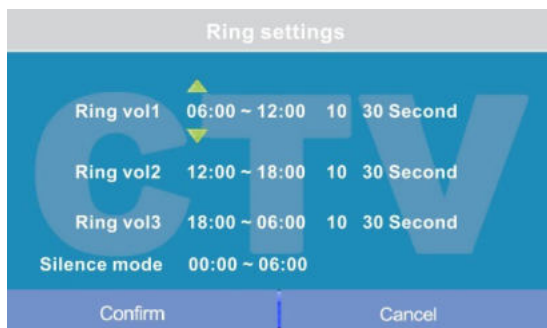 Ring settings
Ring vol1 06:00 ~ 12:00 10 30 Second
Ring vol2 12:00 ~ 18:00 10 30 Second
Ring vol3 18:00 ~ 06:00 10 30 Second
Silence mode 00:00 ~ 06:00
CTV
Confirm Cancel